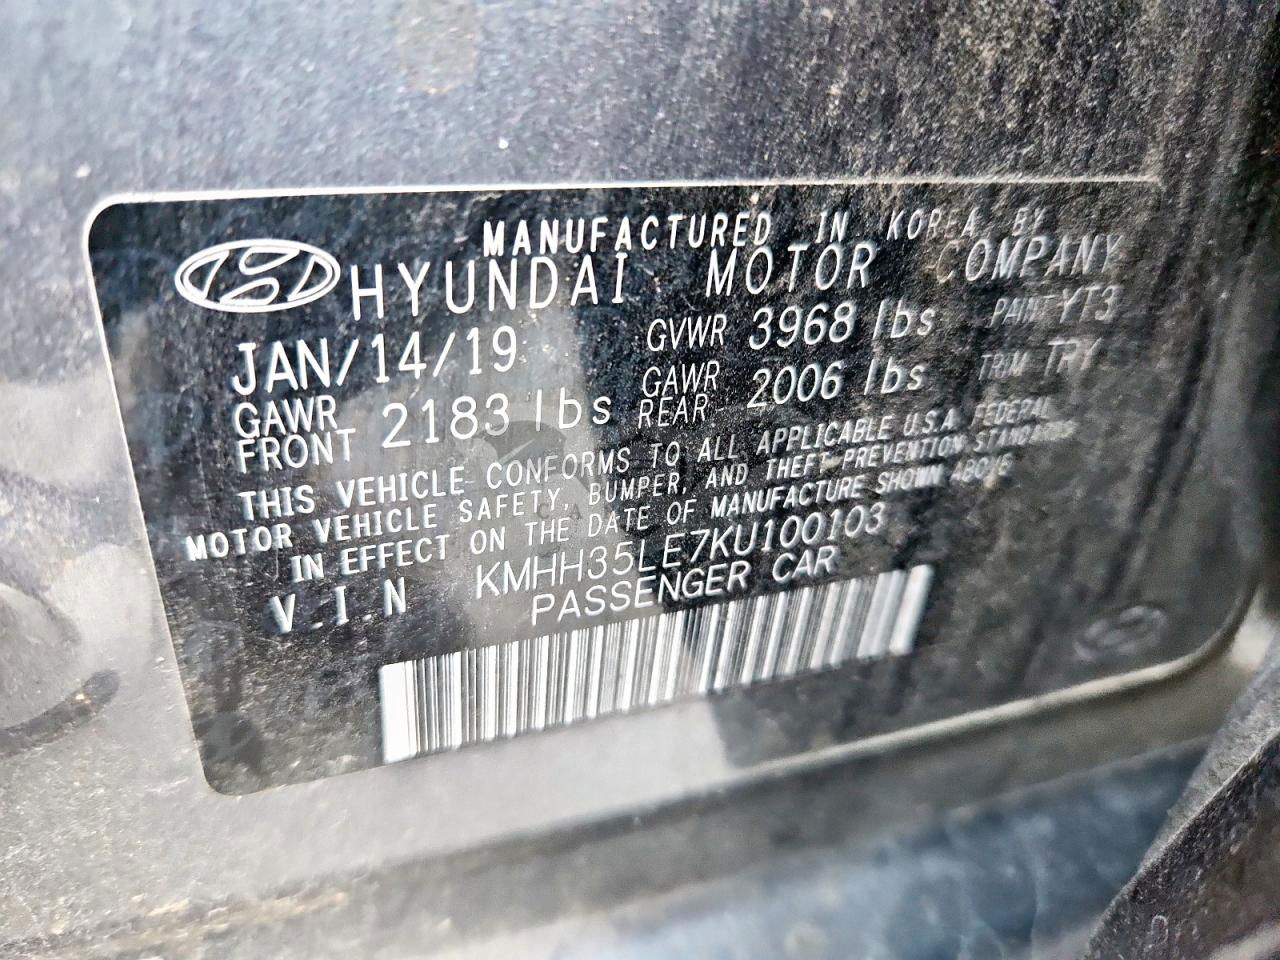 MANUFACTURED IN KOREA BY
HYUNDAI MOTOR COMPANY
JAN/14/19 GVWR 3968 lbs PAINT YT3
GAWR FRONT 2183 lbs GAWR REAR 2006 lbs TRIM TRY
THIS VEHICLE CONFORMS TO ALL APPLICABLE U.S.A FEDERAL
MOTOR VEHICLE SAFETY, BUMPER, AND THEFT PREVENTION STANDARDS
IN EFFECT ON THE DATE OF MANUFACTURE SHOWN ABOVE
V.I.N KMHH35LE7KU100103
PASSENGER CAR